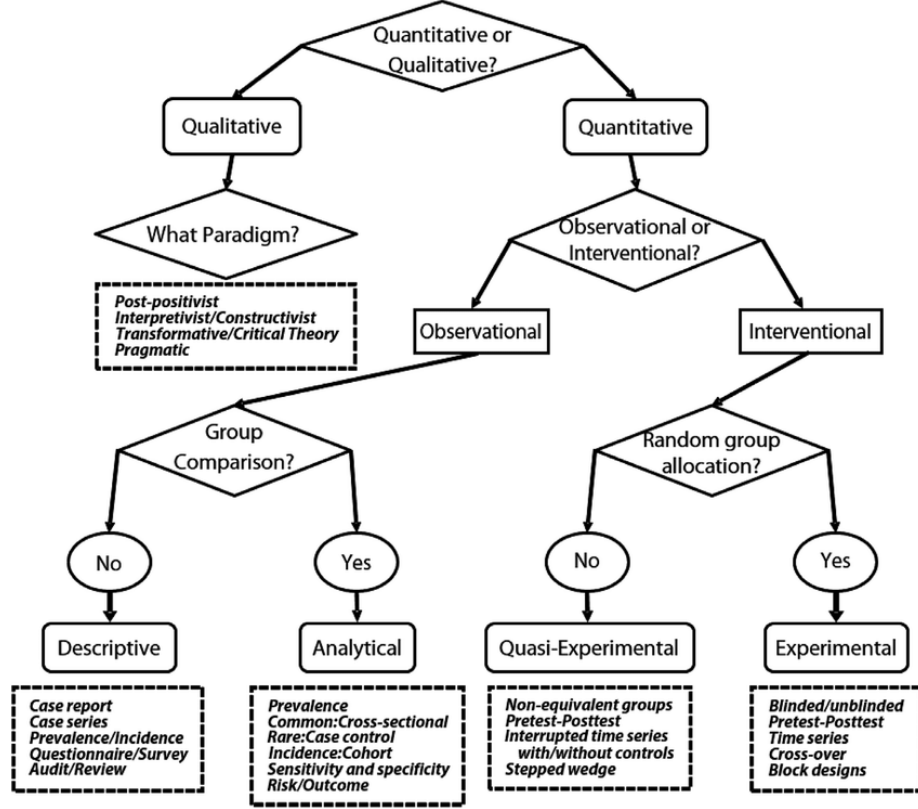 Quantitative or
Qualitative?
Qualitative
Quantitative
What Paradigm?
Observational or
Interventional?
Post-positivist
Interpretivist/Constructivist
Transformative/Critical Theory
Pragmatic
Observational
Interventional
Group
Comparison?
Random group
allocation?
No
Yes
No
Yes
Descriptive
Analytical
Quasi-Experimental
Experimental
Case report
Case series
Prevalence/Incidence
Questionnaire/Survey
Audit/Review
Prevalence
Common:Cross-sectional
Rare:Case control
Incidence:Cohort
Sensitivity and specificity
Risk/Outcome
Non-equivalent groups
Pretest-Posttest
Interrupted time series
with/without controls
Stepped wedge
Blinded/unblinded
Pretest-Posttest
Time series
Cross-over
Block designs